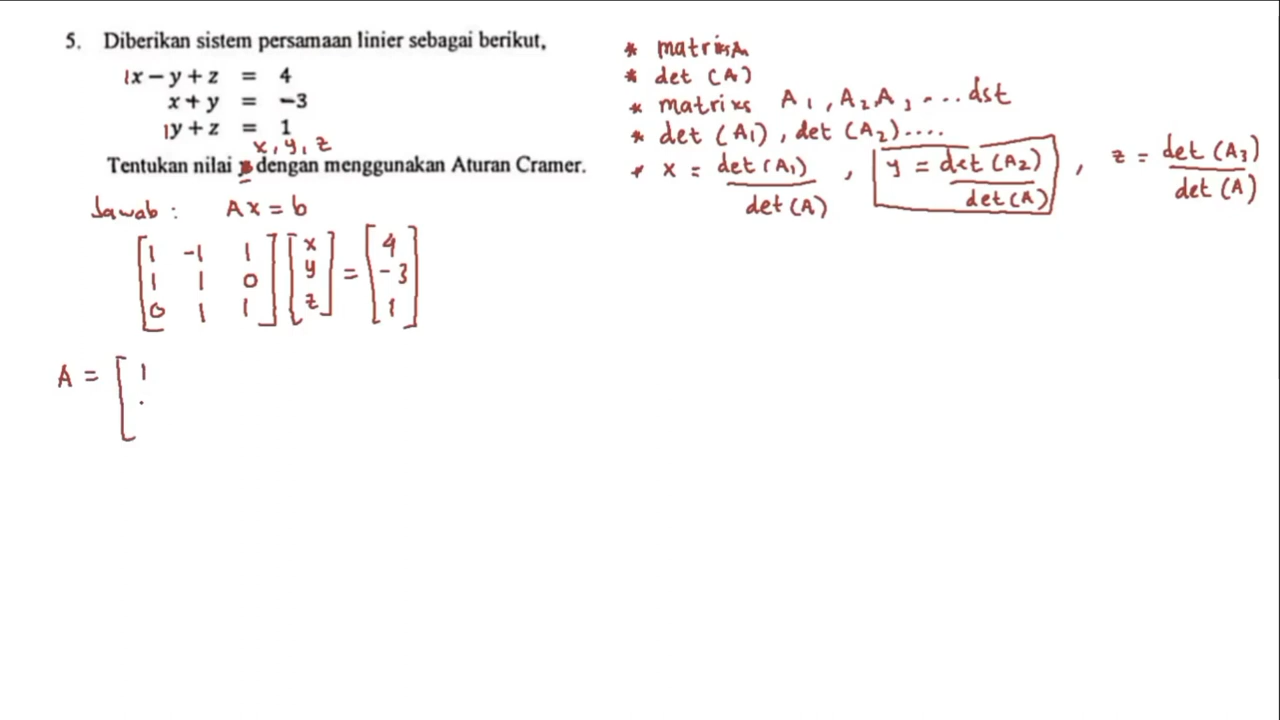 5. Diberikan sistem persamaan linier sebagai berikut,
1x − y + z = 4
x + y = −3
1y + z = 1
x, y, z
Tentukan nilai y dengan menggunakan Aturan Cramer.
Jawab : Ax = b
[1 -1 1] [x] = [4]
[1 1 0] [y] [-3]
[0 1 1] [z] [1]
A = [1
* matriks A
* det (A)
* matrixs A1, A2 A3 ... dst
* det (A1), det (A2)....
* x = det (A1) / det (A) , y = det (A2) / det (A) , z = det (A3) / det (A)